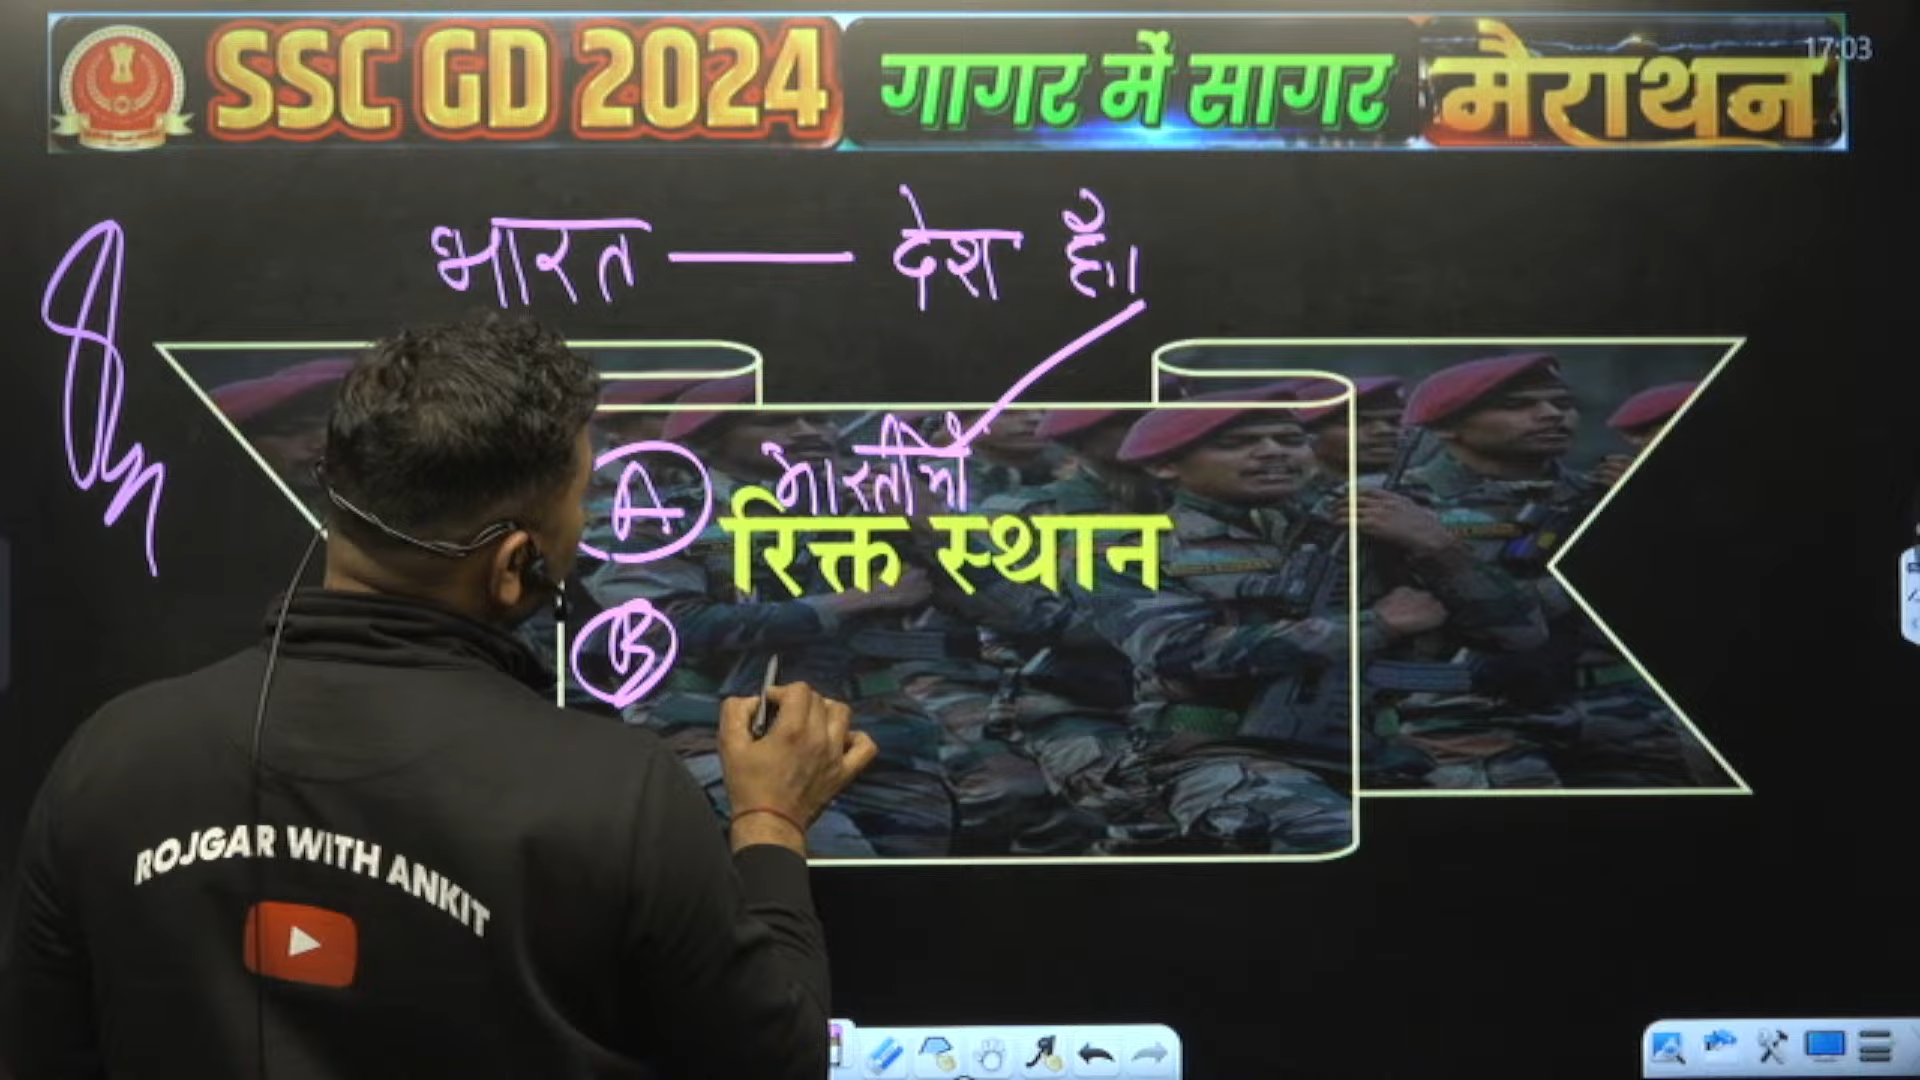 SSC GD 2024 गागर में सागर मैराथन
17:03
भारत — देश है।
A भारतीयो
रिक्त स्थान
B
ROJGAR WITH ANKIT